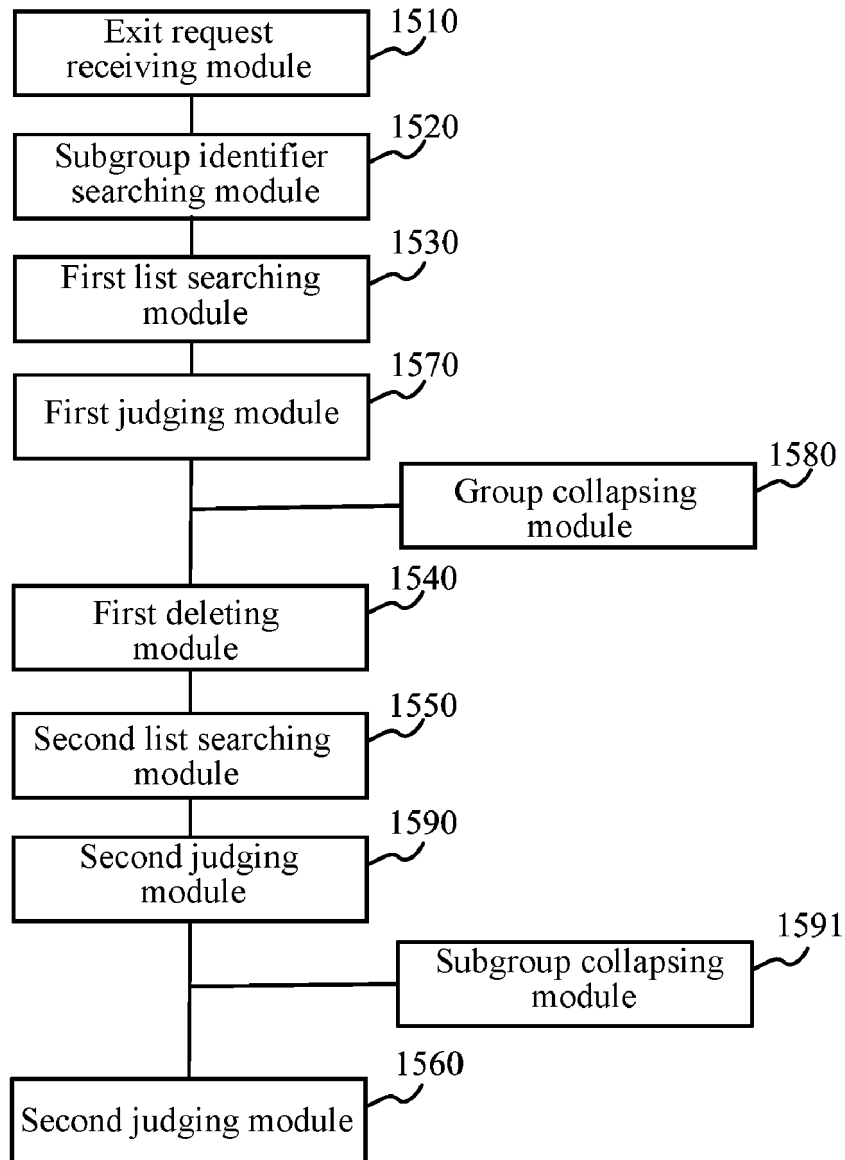 Exit request
receiving module
1510
Subgroup identifier
searching module
1520
First list searching
module
1530
First judging module
1570
Group collapsing
module
1580
First deleting
module
1540
Second list searching
module
1550
Second judging
module
1590
Subgroup collapsing
module
1591
Second judging module
1560